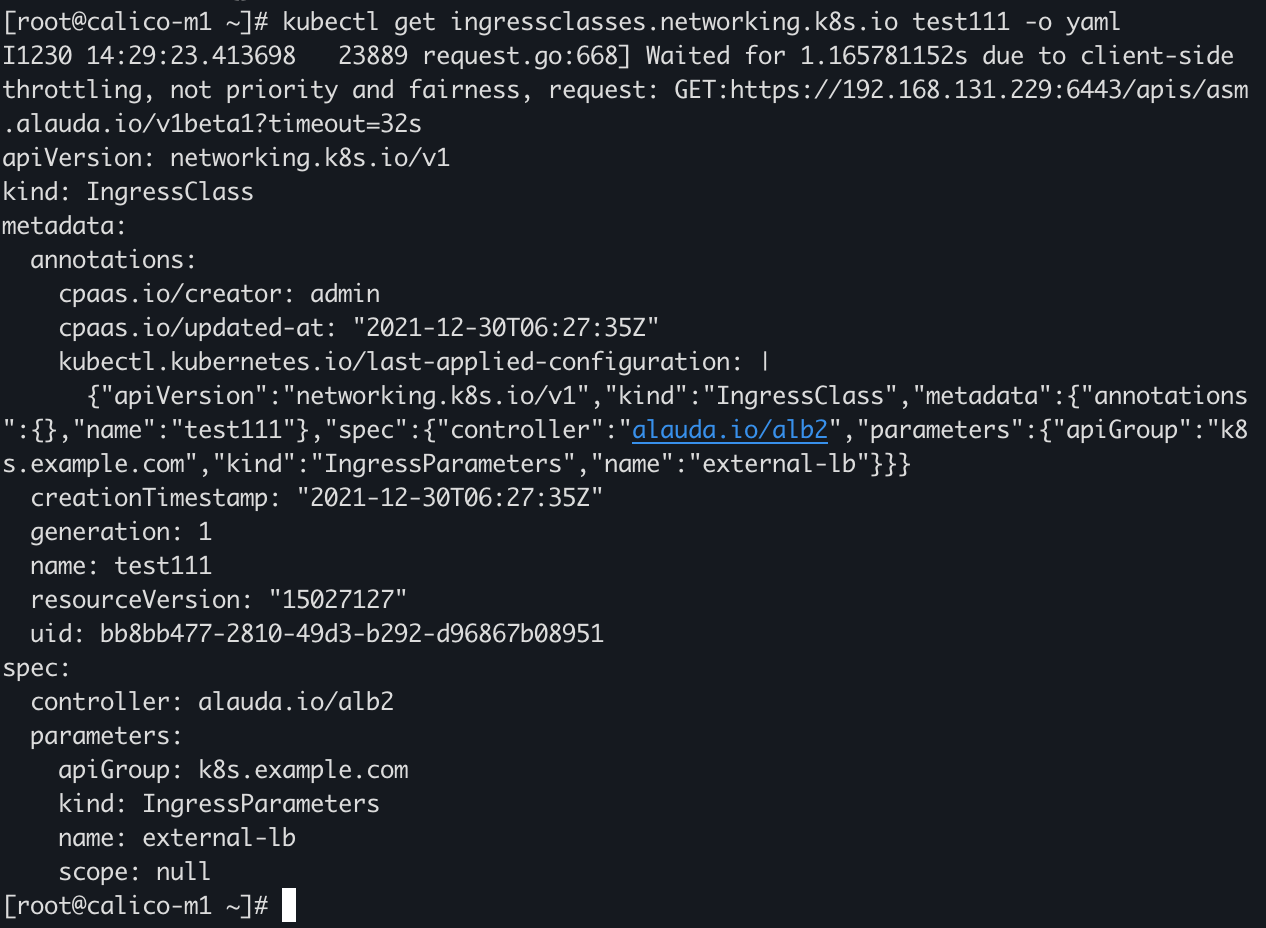 [root@calico-m1 ~]# kubectl get ingressclasses.networking.k8s.io test111 -o yaml
I1230 14:29:23.413698   23889 request.go:668] Waited for 1.165781152s due to client-side
throttling, not priority and fairness, request: GET:https://192.168.131.229:6443/apis/asm
.alauda.io/v1beta1?timeout=32s
apiVersion: networking.k8s.io/v1
kind: IngressClass
metadata:
  annotations:
    cpaas.io/creator: admin
    cpaas.io/updated-at: "2021-12-30T06:27:35Z"
    kubectl.kubernetes.io/last-applied-configuration: |
      {"apiVersion":"networking.k8s.io/v1","kind":"IngressClass","metadata":{"annotations
":{},"name":"test111"},"spec":{"controller":"alauda.io/alb2","parameters":{"apiGroup":"k8
s.example.com","kind":"IngressParameters","name":"external-lb"}}}
  creationTimestamp: "2021-12-30T06:27:35Z"
  generation: 1
  name: test111
  resourceVersion: "15027127"
  uid: bb8bb477-2810-49d3-b292-d96867b08951
spec:
  controller: alauda.io/alb2
  parameters:
    apiGroup: k8s.example.com
    kind: IngressParameters
    name: external-lb
    scope: null
[root@calico-m1 ~]#